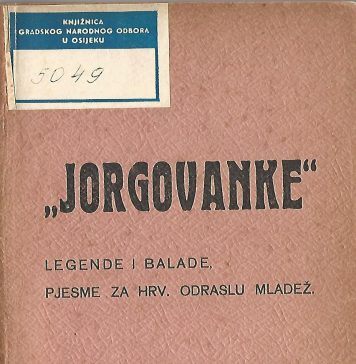 KNJIŽNICA
GRADSKOG NARODNOG ODBORA
U OSIJEKU
5049
„JORGOVANKE“
LEGENDE I BALADE,
PJESME ZA HRV. ODRASLU MLADEŽ.